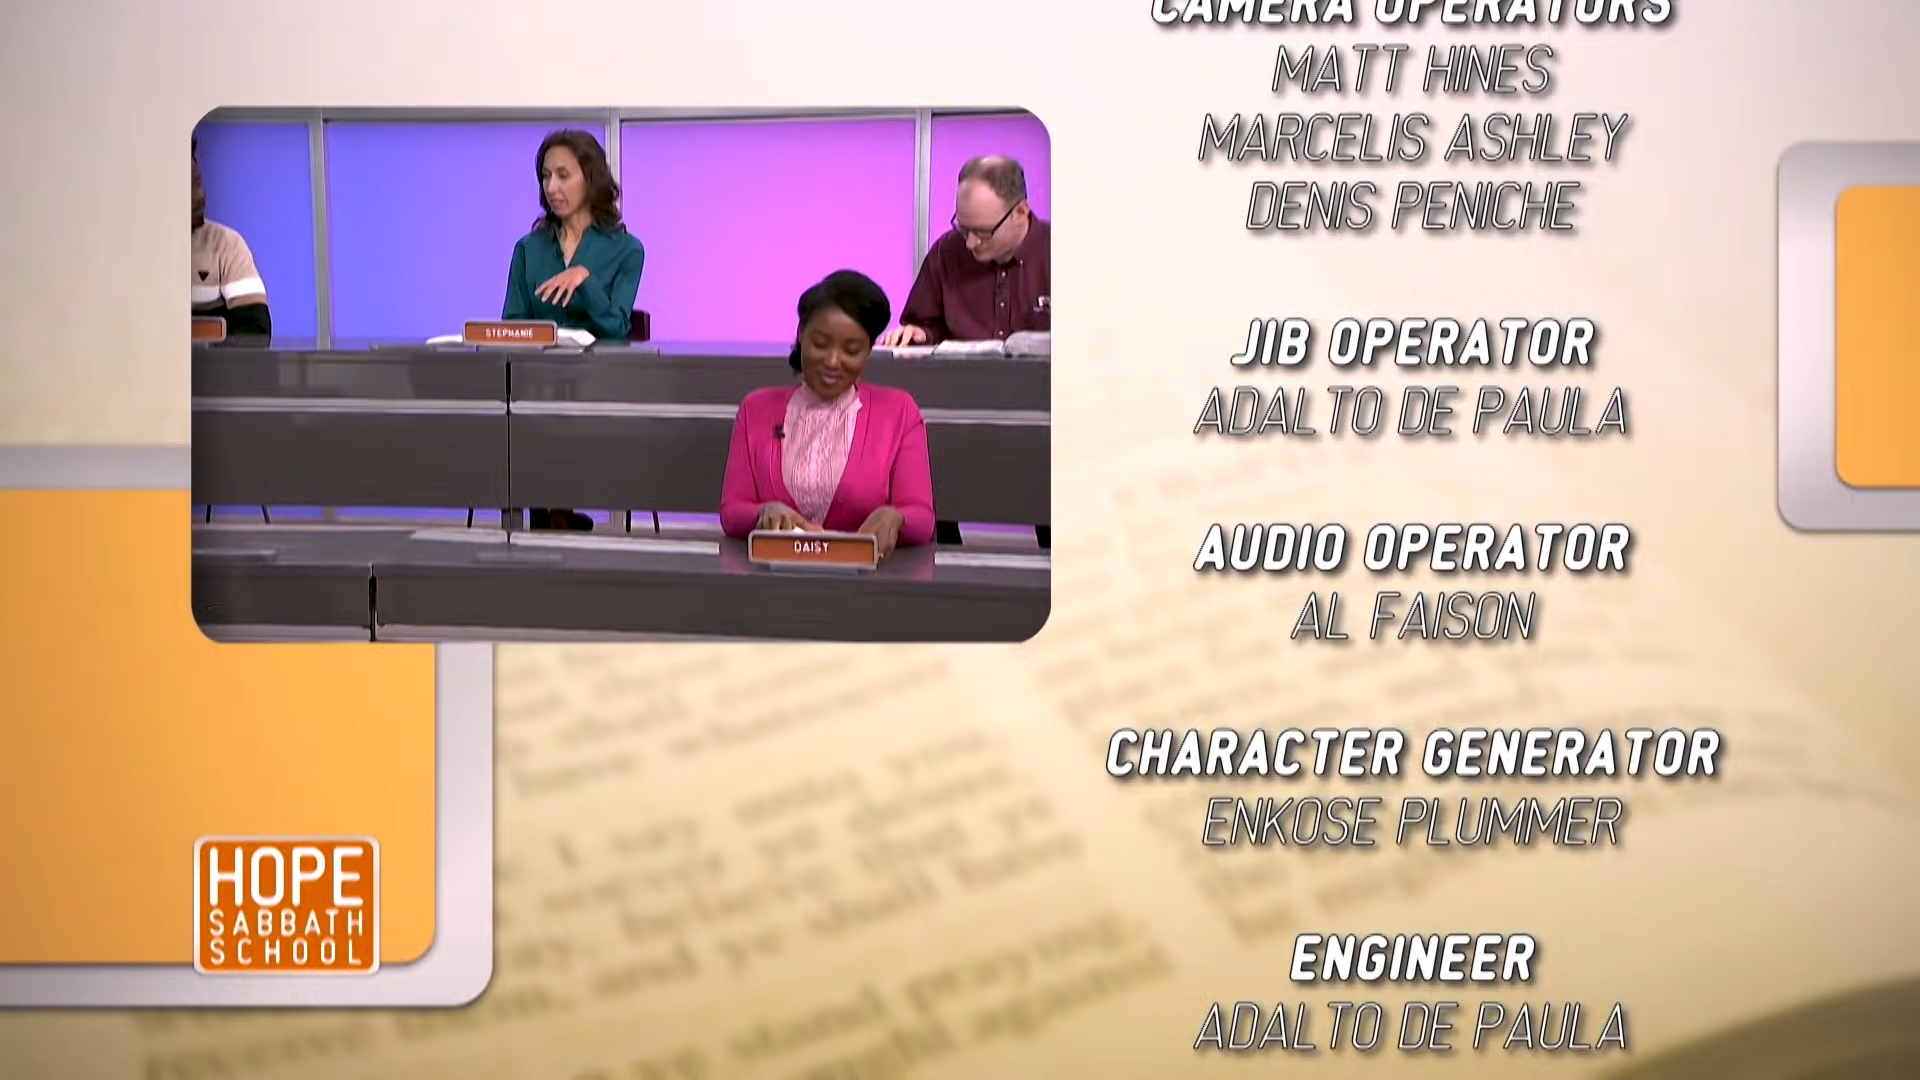 CAMERA OPERATORS
MATT HINES
MARCELIS ASHLEY
DENIS PENICHE
JIB OPERATOR
ADALTO DE PAULA
AUDIO OPERATOR
AL FAISON
CHARACTER GENERATOR
ENKOSE PLUMMER
ENGINEER
ADALTO DE PAULA
STEPHANIE
DAISY
HOPE
SABBATH
SCHOOL